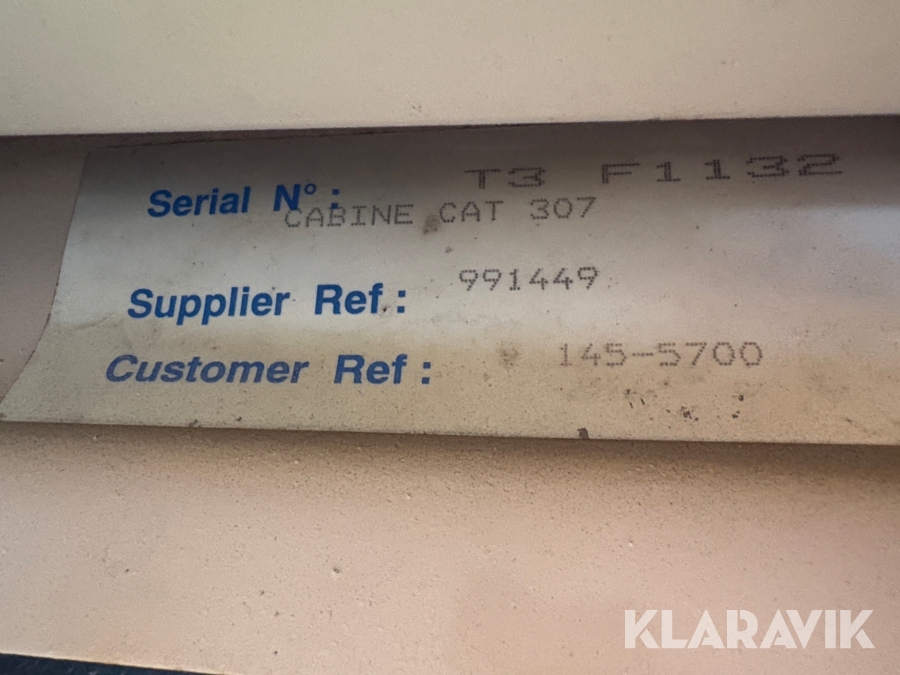 Serial N° : T3 F1132
CABINE CAT 307
Supplier Ref : 991449
Customer Ref : 145-5700
KLARAVIK